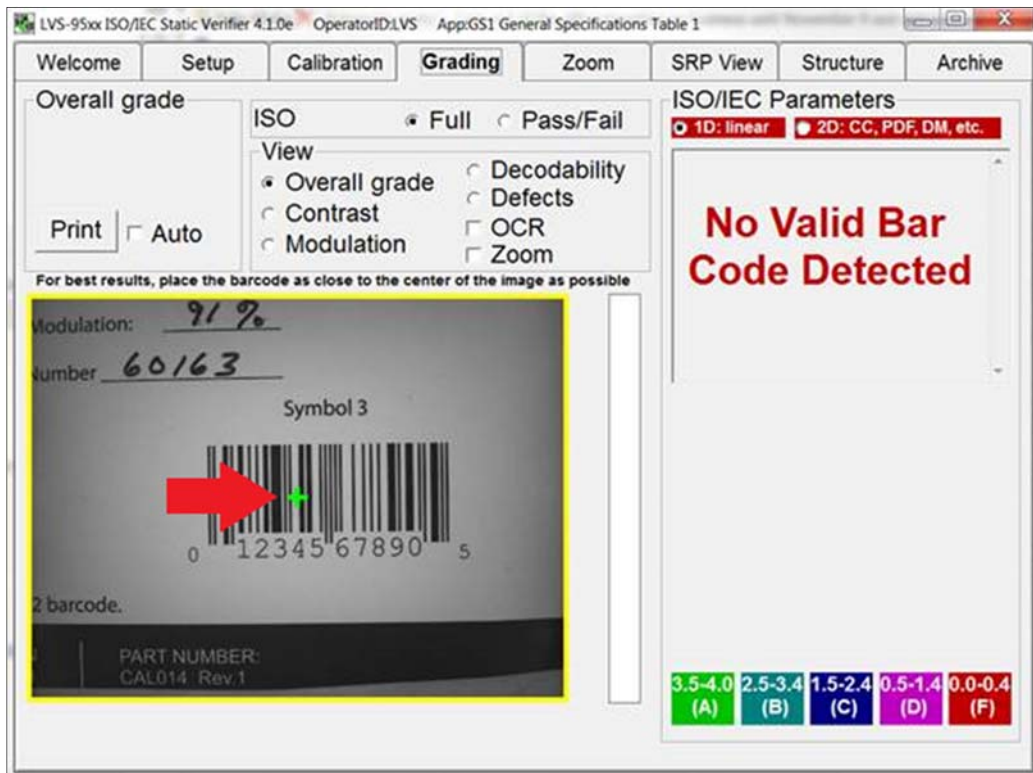 LVS-95xx ISO/IEC Static Verifier 4.1.0e OperatorID:LVS App:GS1 General Specifications Table 1
Welcome Setup Calibration Grading Zoom SRP View Structure Archive
Overall grade
Print Auto
ISO Full Pass/Fail
View
Overall grade
Contrast
Modulation
Decodability
Defects
OCR
Zoom
For best results, place the barcode as close to the center of the image as possible
Modulation: 91 %
Number 60163
Symbol 3
0 12345 67890 5
2 barcode.
PART NUMBER:
CAL014 Rev.1
ISO/IEC Parameters
1D: linear 2D: CC, PDF, DM, etc.
No Valid Bar
Code Detected
3.5-4.0 2.5-3.4 1.5-2.4 0.5-1.4 0.0-0.4
(A) (B) (C) (D) (F)